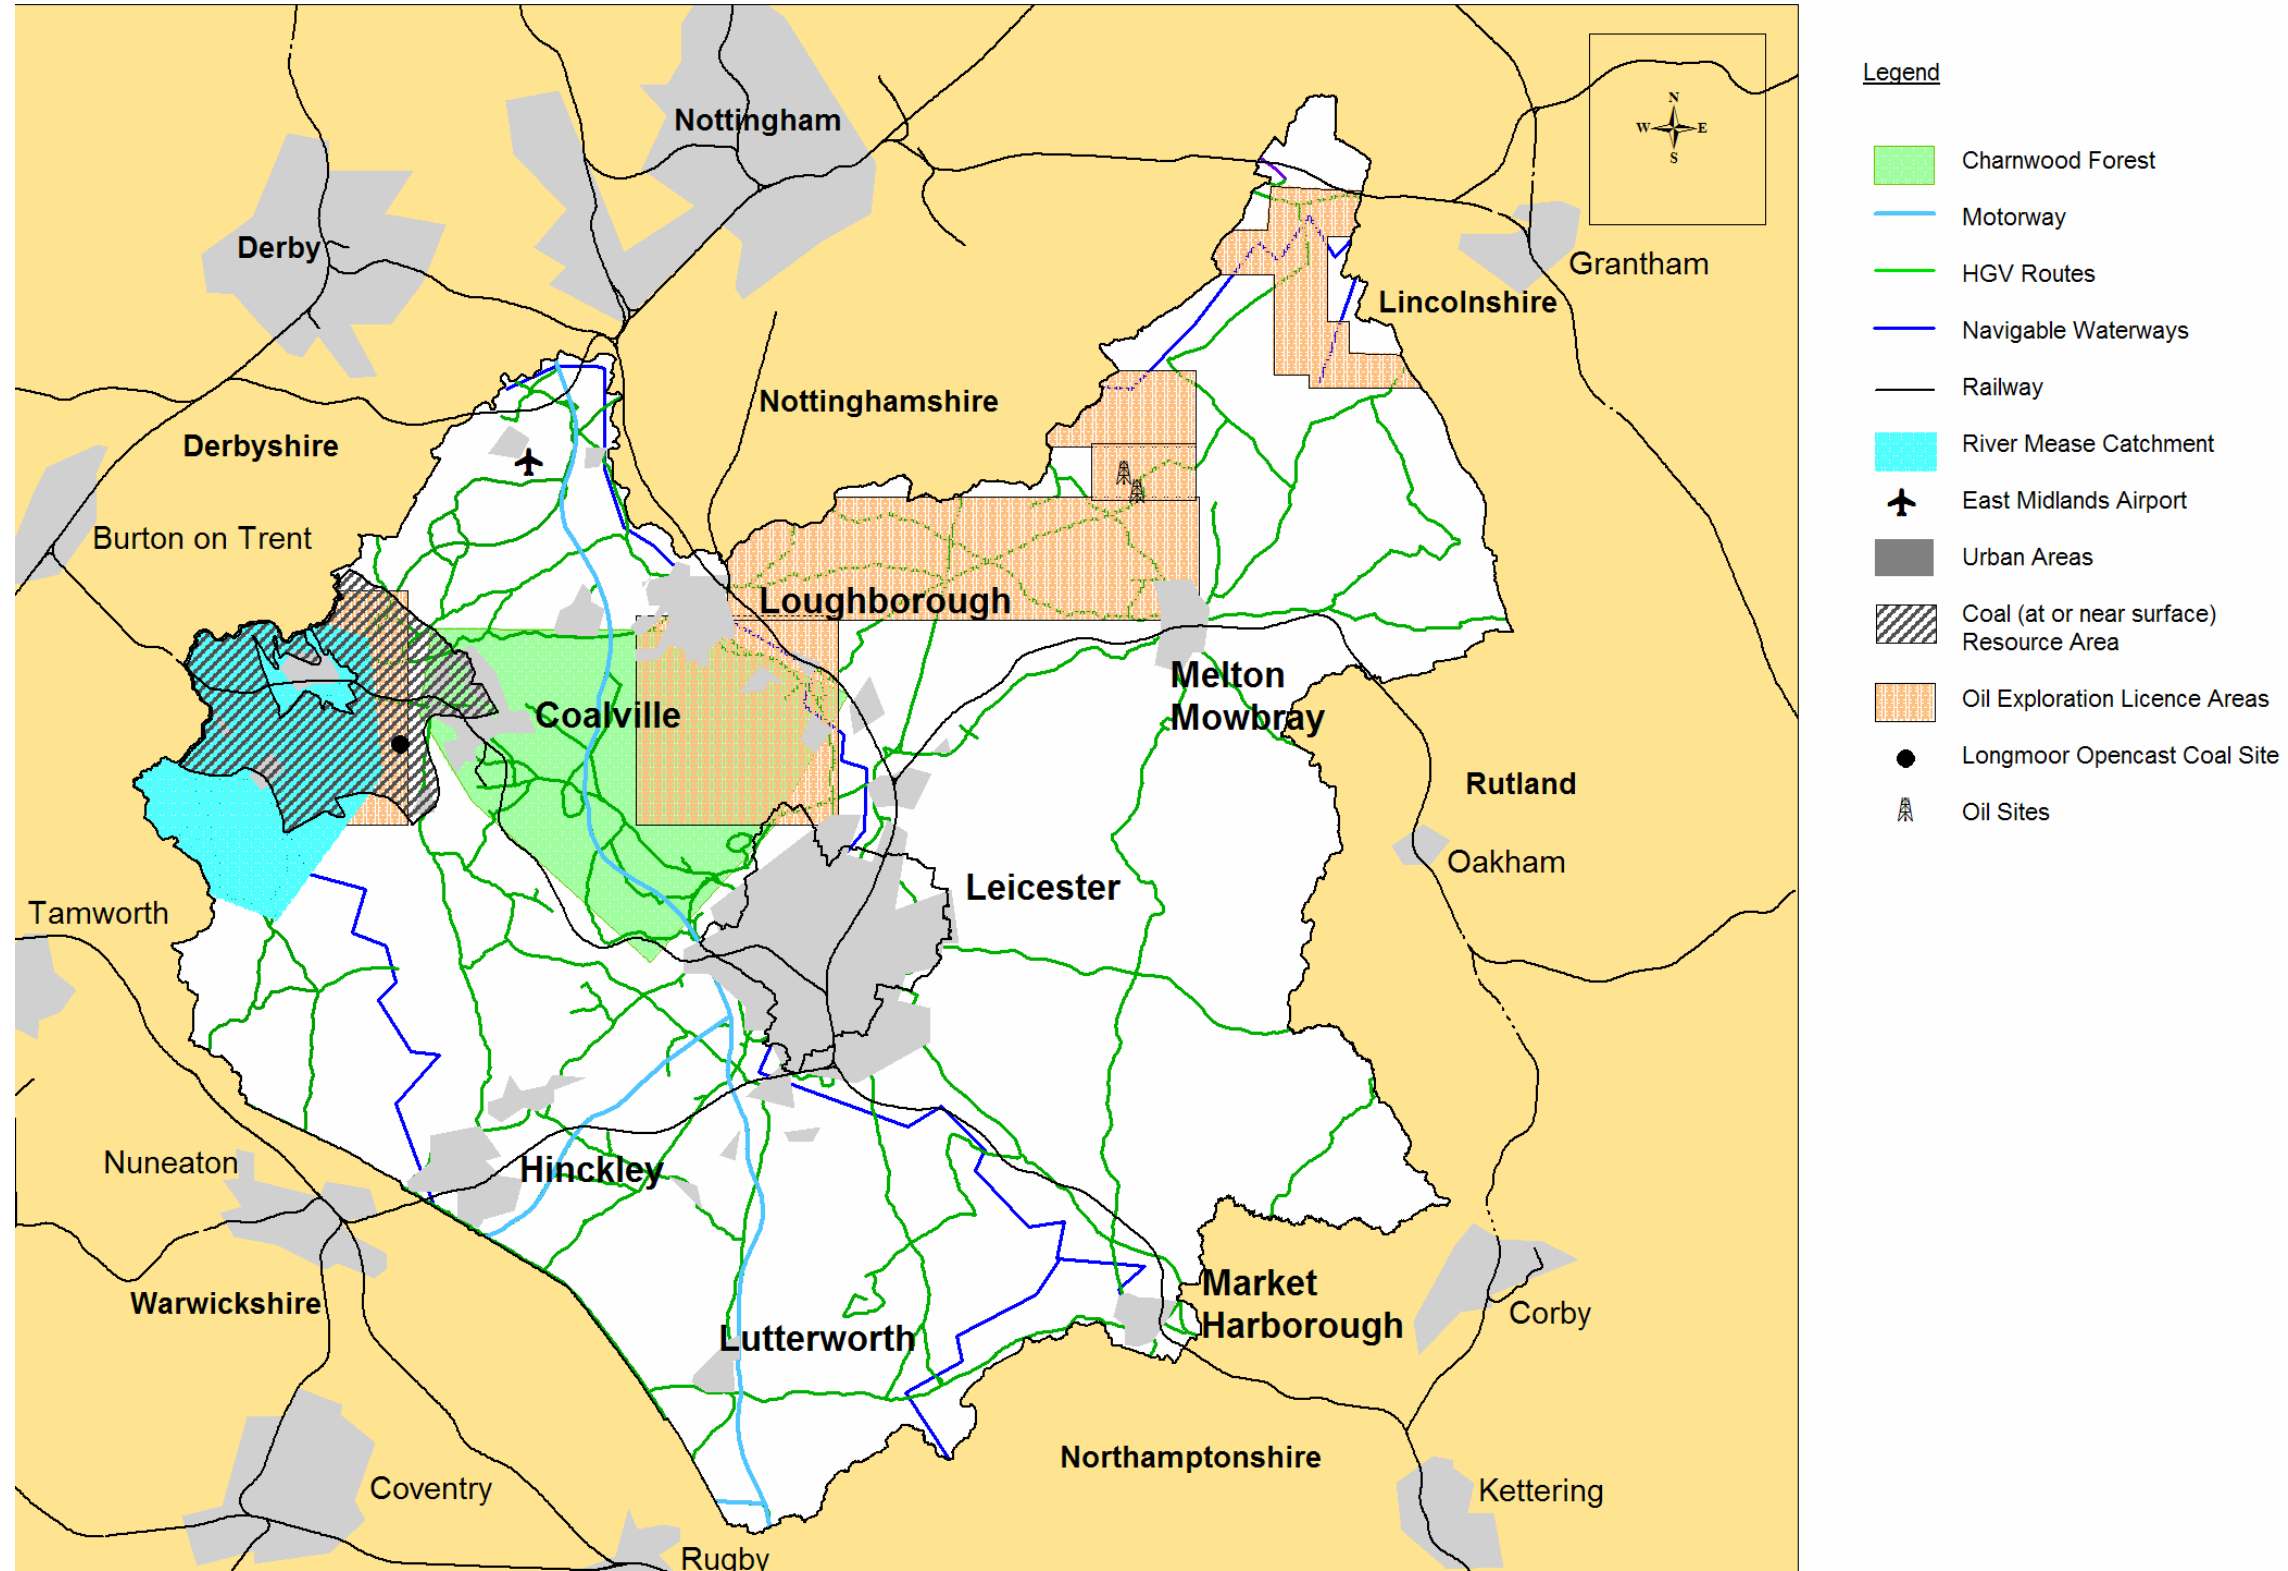 Legend
N
W E
S
Charnwood Forest
Motorway
HGV Routes
Navigable Waterways
Railway
River Mease Catchment
East Midlands Airport
Urban Areas
Coal (at or near surface)
Resource Area
Oil Exploration Licence Areas
Longmoor Opencast Coal Site
Oil Sites
Nottingham
Derby
Grantham
Lincolnshire
Nottinghamshire
Derbyshire
Burton on Trent
Loughborough
Melton
Mowbray
Coalville
Rutland
Oakham
Leicester
Tamworth
Nuneaton
Hinckley
Warwickshire
Market
Harborough
Corby
Lutterworth
Northamptonshire
Coventry
Kettering
Rugby